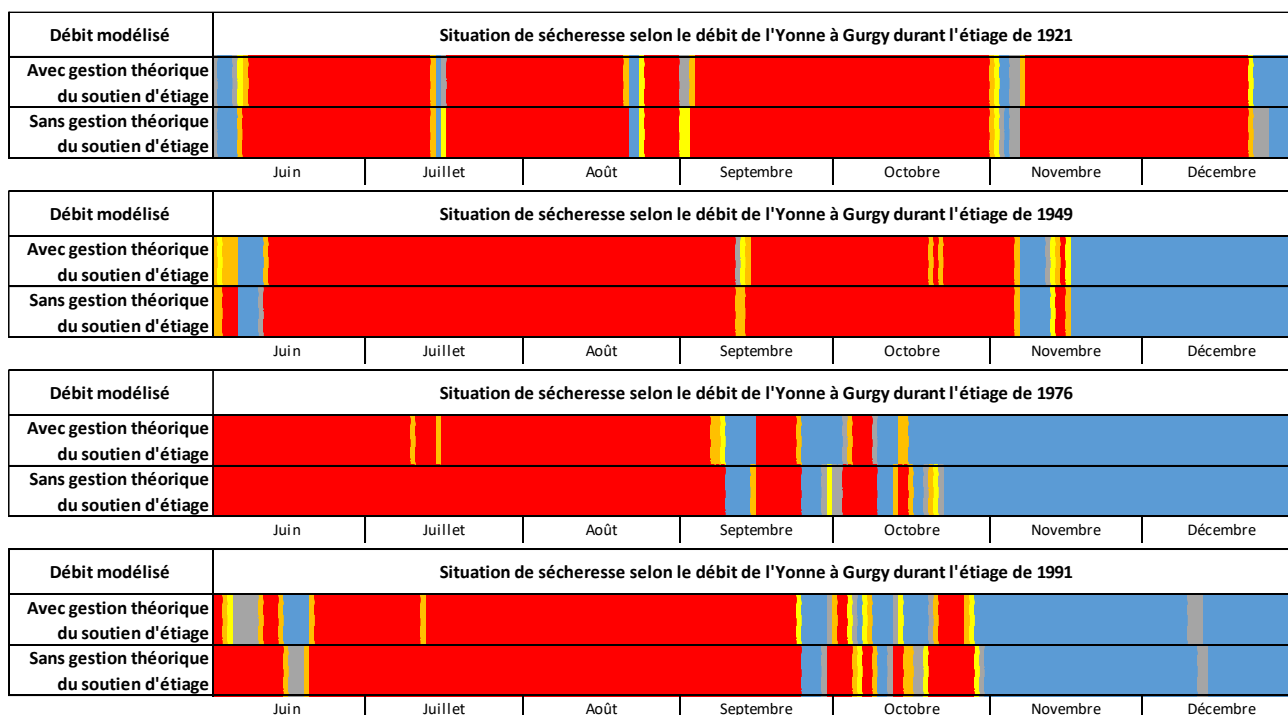 Débit modélisé
Situation de sécheresse selon le débit de l'Yonne à Gurgy durant l'étiage de 1921
Avec gestion théorique
du soutien d'étiage
Sans gestion théorique
du soutien d'étiage
Juin Juillet Août Septembre Octobre Novembre Décembre
Débit modélisé
Situation de sécheresse selon le débit de l'Yonne à Gurgy durant l'étiage de 1949
Avec gestion théorique
du soutien d'étiage
Sans gestion théorique
du soutien d'étiage
Juin Juillet Août Septembre Octobre Novembre Décembre
Débit modélisé
Situation de sécheresse selon le débit de l'Yonne à Gurgy durant l'étiage de 1976
Avec gestion théorique
du soutien d'étiage
Sans gestion théorique
du soutien d'étiage
Juin Juillet Août Septembre Octobre Novembre Décembre
Débit modélisé
Situation de sécheresse selon le débit de l'Yonne à Gurgy durant l'étiage de 1991
Avec gestion théorique
du soutien d'étiage
Sans gestion théorique
du soutien d'étiage
Juin Juillet Août Septembre Octobre Novembre Décembre